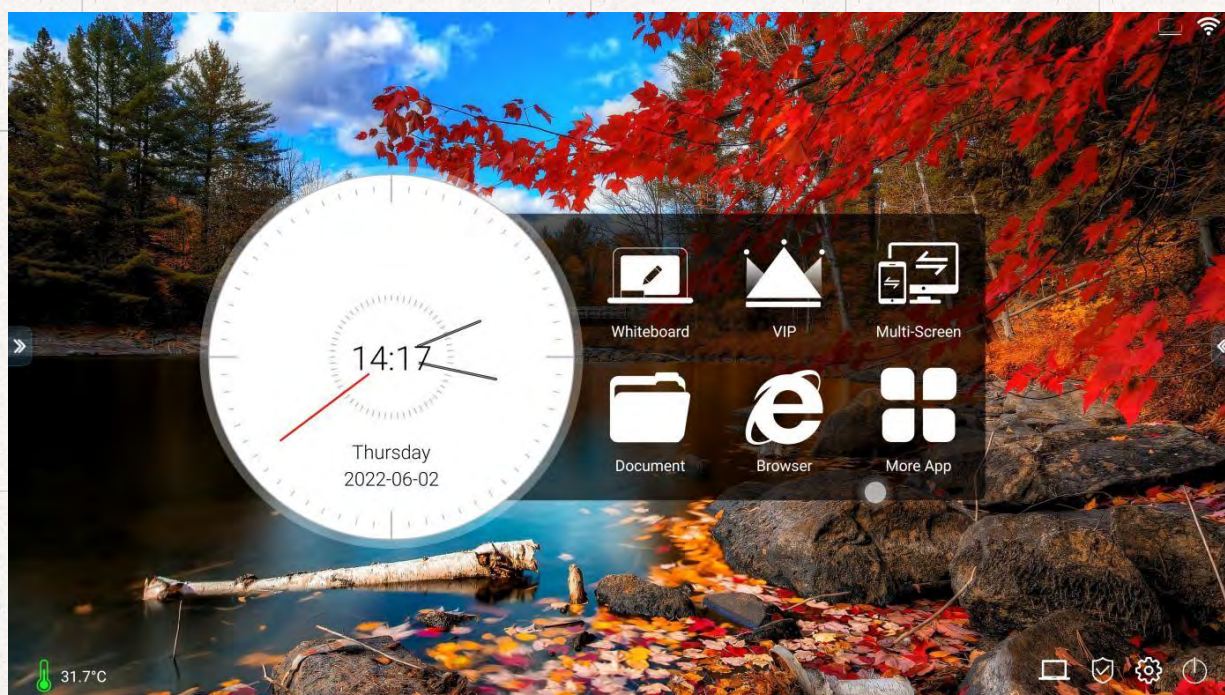 14:17
Thursday
2022-06-02
Whiteboard
VIP
Multi-Screen
Document
Browser
More App
31.7°C